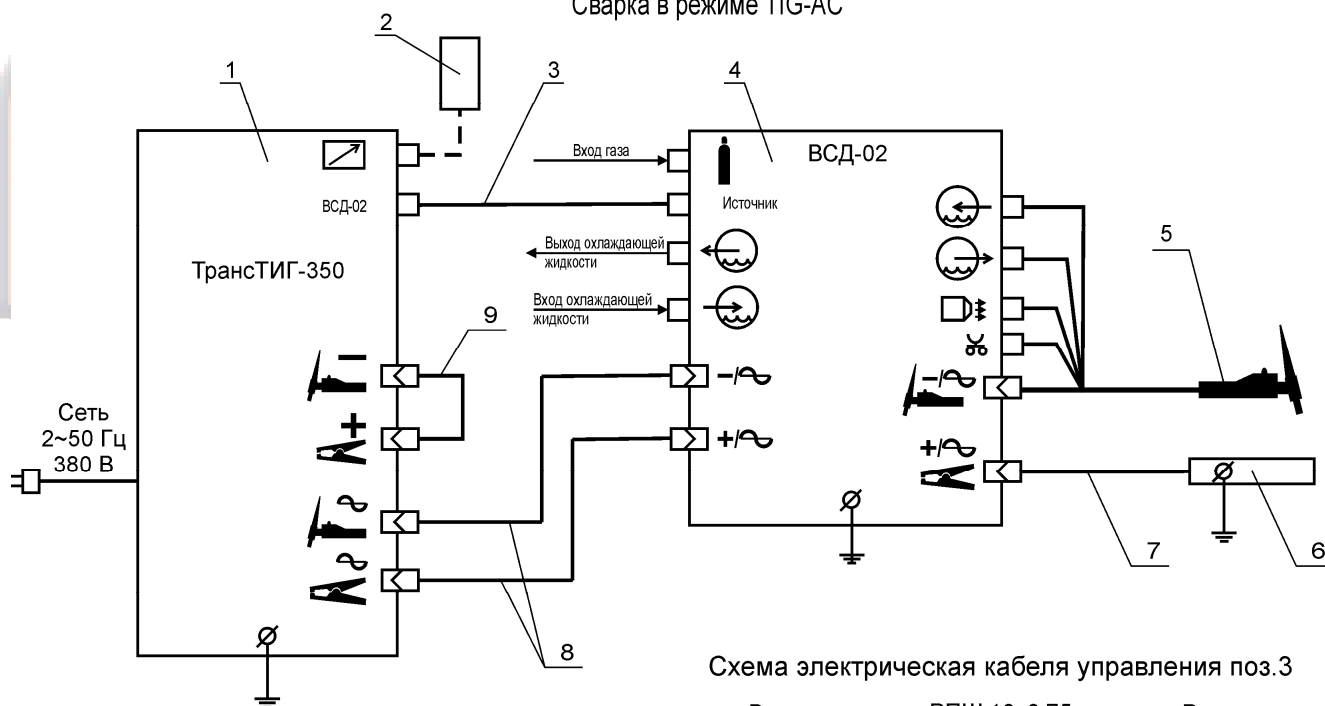 Сварка в режиме TIG-AC
2
1
3
4
Вход газа
ВСД-02
ВСД-02
Источник
ТрансТИГ-350
Выход охлаждающей
жидкости
5
Вход охлаждающей
жидкости
9
−
−/
−/
+
+/
+/
Сеть
2~50 Гц
380 В
7
6
8
Схема электрическая кабеля управления поз.3